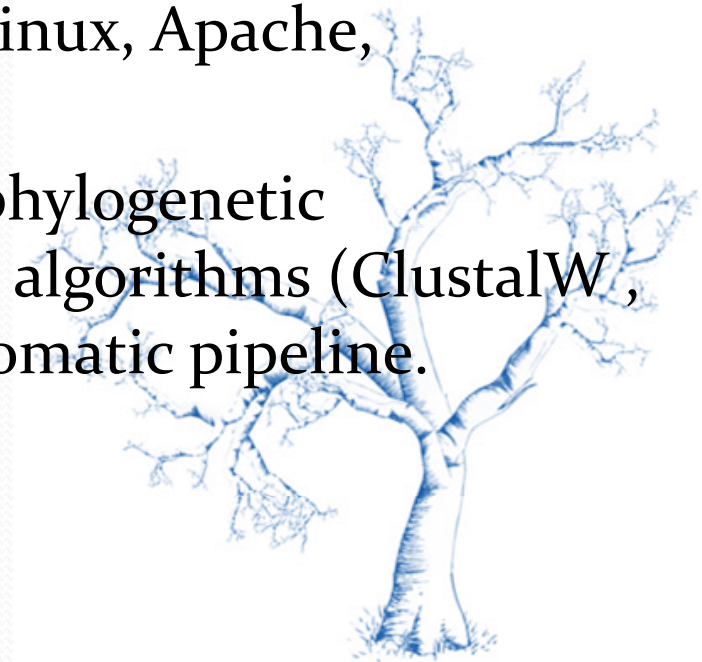 inux, Apache,
phylogenetic
algorithms (ClustalW ,
omatic pipeline.